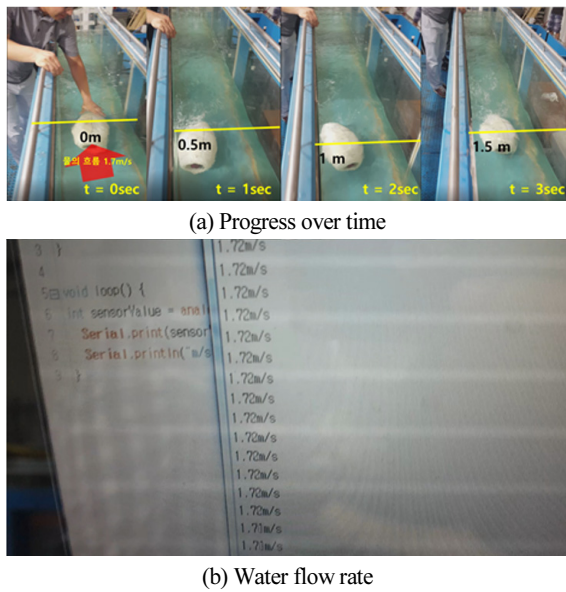 0m
물의 흐름 1.7m/s
t = 0sec
0.5m
t = 1sec
1 m
t = 2sec
1.5 m
t = 3sec
(a) Progress over time
3 }
4
5 void loop() {
6 int sensorValue =
7 Serial.print(sensor
8 Serial.println("m/s
9 }
1.72m/s
1.72m/s
1.72m/s
1.72m/s
1.72m/s
1.72m/s
1.72m/s
1.72m/s
1.72m/s
1.72m/s
1.72m/s
1.72m/s
1.72m/s
1.72m/s
1.71m/s
1.71m/s
(b) Water flow rate